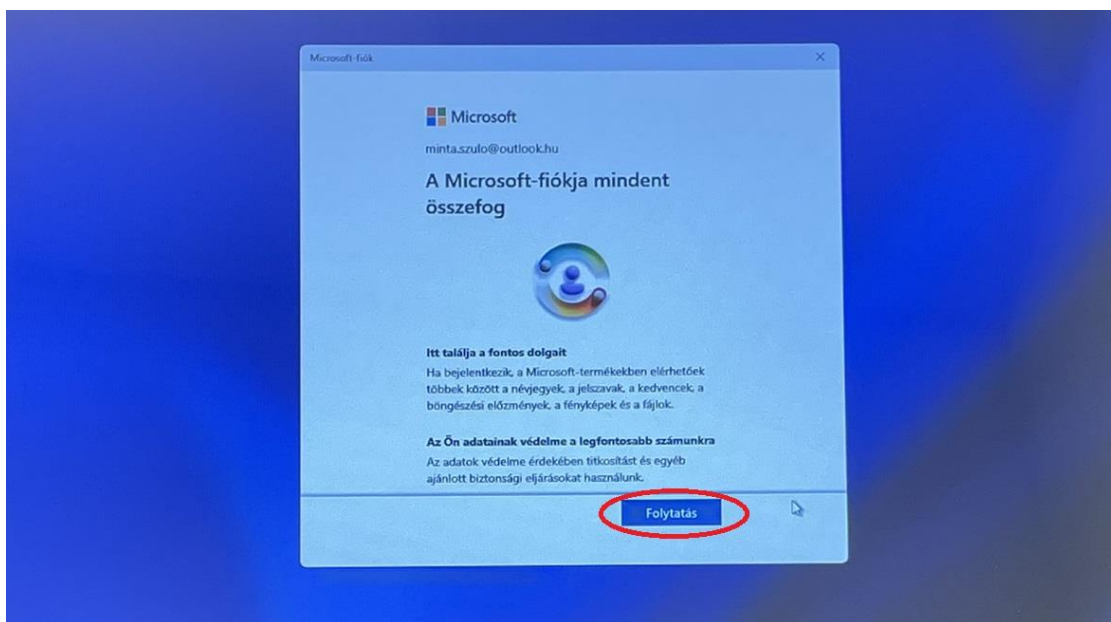 Microsoft-fiók
Microsoft
minta.szulo@outlook.hu
A Microsoft-fiókja mindent
összefog
Itt találja a fontos dolgait
Ha bejelentkezik, a Microsoft-termékekben elérhetőek
többek között a névjegyek, a jelszavak, a kedvencek, a
böngészési előzmények, a fényképek és a fájlok.
Az Ön adatainak védelme a legfontosabb számunkra
Az adatok védelme érdekében titkosítást és egyéb
ajánlott biztonsági eljárásokat használunk.
Folytatás